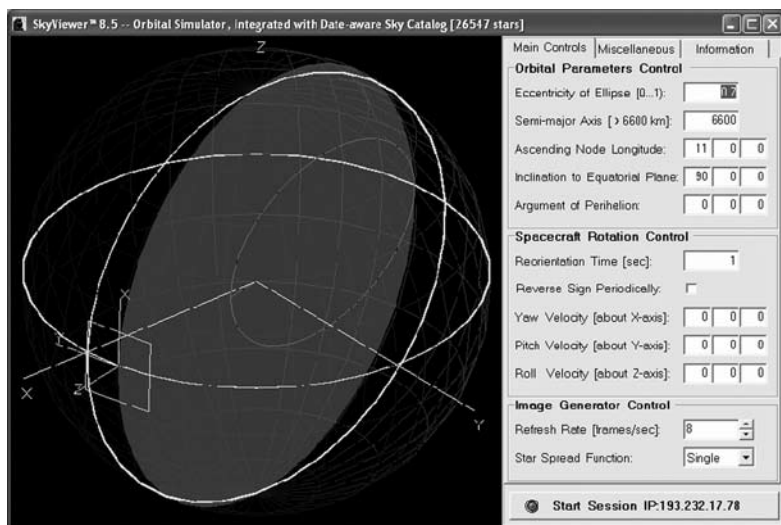 SkyViewer™ 8.5 -- Orbital Simulator, Integrated with Date-aware Sky Catalog [26547 stars]
Main Controls Miscellaneous Information
Orbital Parameters Control
Eccentricity of Ellipse [0...1): 0.7
Semi-major Axis [> 6600 km]: 6600
Ascending Node Longitude: 11 0 0
Inclination to Equatorial Plane: 90 0 0
Argument of Perihelion: 0 0 0
Spacecraft Rotation Control
Reorientation Time [sec]: 1
Reverse Sign Periodically:
Yaw Velocity [about X-axis]: 0 0 0
Pitch Velocity [about Y-axis]: 0 0 0
Roll Velocity [about Z-axis]: 0 0 0
Image Generator Control
Refresh Rate [frames/sec]: 8
Star Spread Function: Single
Start Session IP:193.232.17.78
Z
X
Y
Z
X
Y